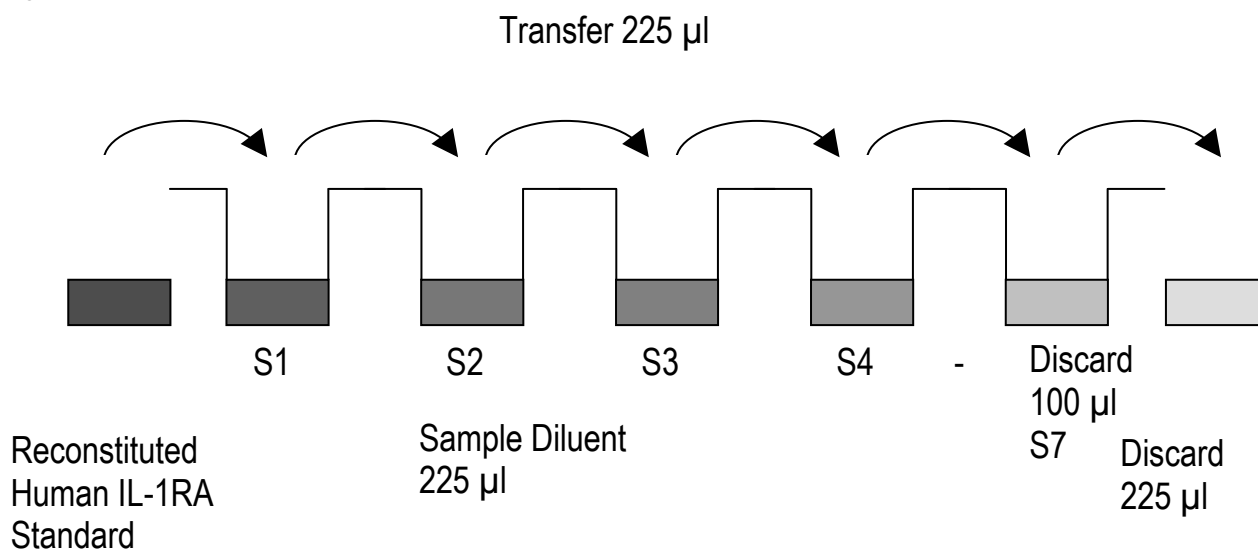 Transfer 225 µl
S1
S2
S3
S4
-
Discard
100 µl
S7
Reconstituted
Human IL-1RA
Standard
Sample Diluent
225 µl
Discard
225 µl